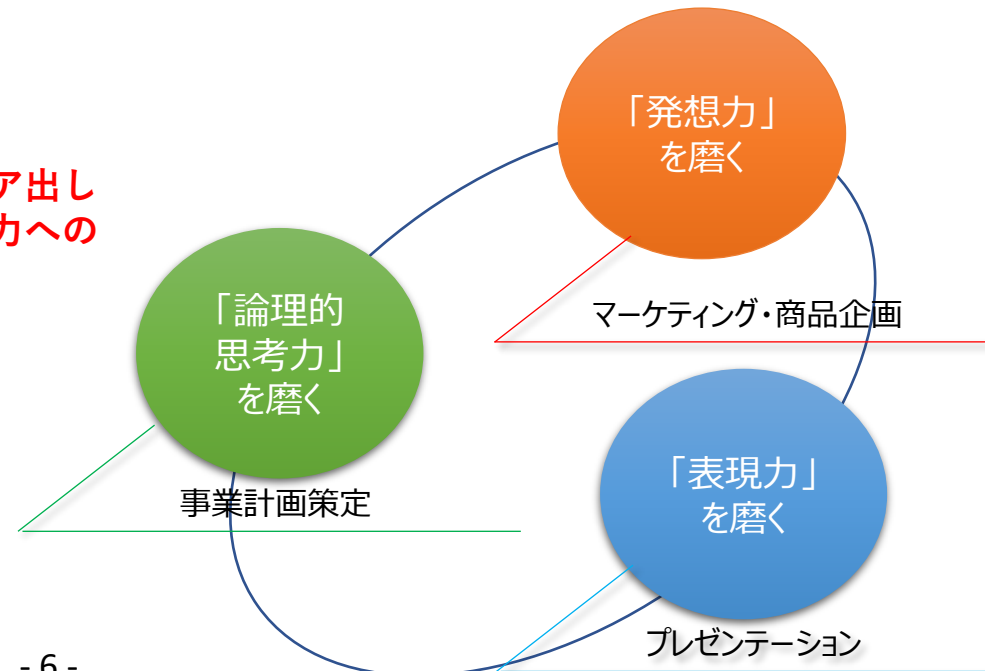 「発想力」
を磨く
ア出し
力への
マーケティング・商品企画
「論理的
思考力」
を磨く
事業計画策定
「表現力」
を磨く
プレゼンテーション
- 6 -